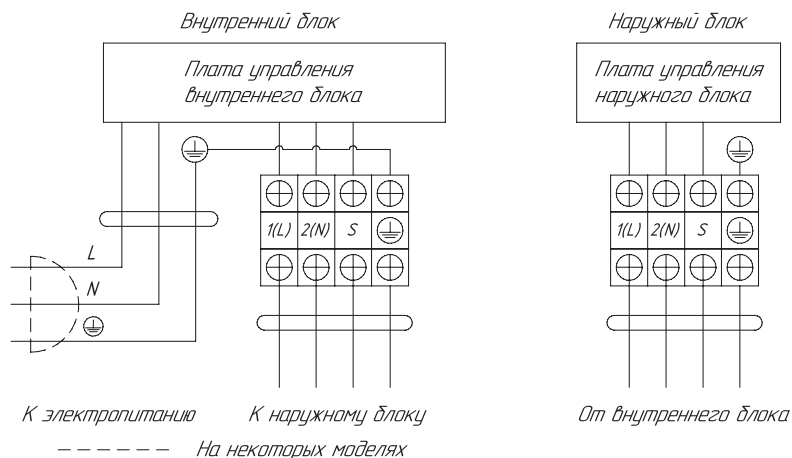 Внутренний блок
Наружный блок
Плата управления
внутреннего блока
Плата управления
наружного блока
1(L) 2(N) S
1(L) 2(N) S
L
N
К электропитанию
К наружному блоку
От внутреннего блока
На некоторых моделях